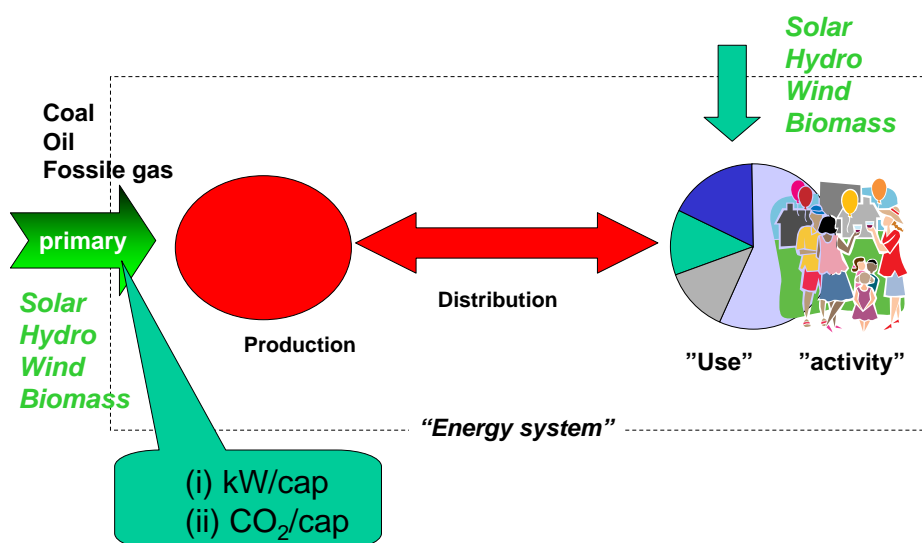 Solar
Hydro
Wind
Biomass
Coal
Oil
Fossile gas
primary
Solar
Hydro
Wind
Biomass
Production
Distribution
”Use”
”activity”
“Energy system”
(i) kW/cap
(ii) CO₂/cap